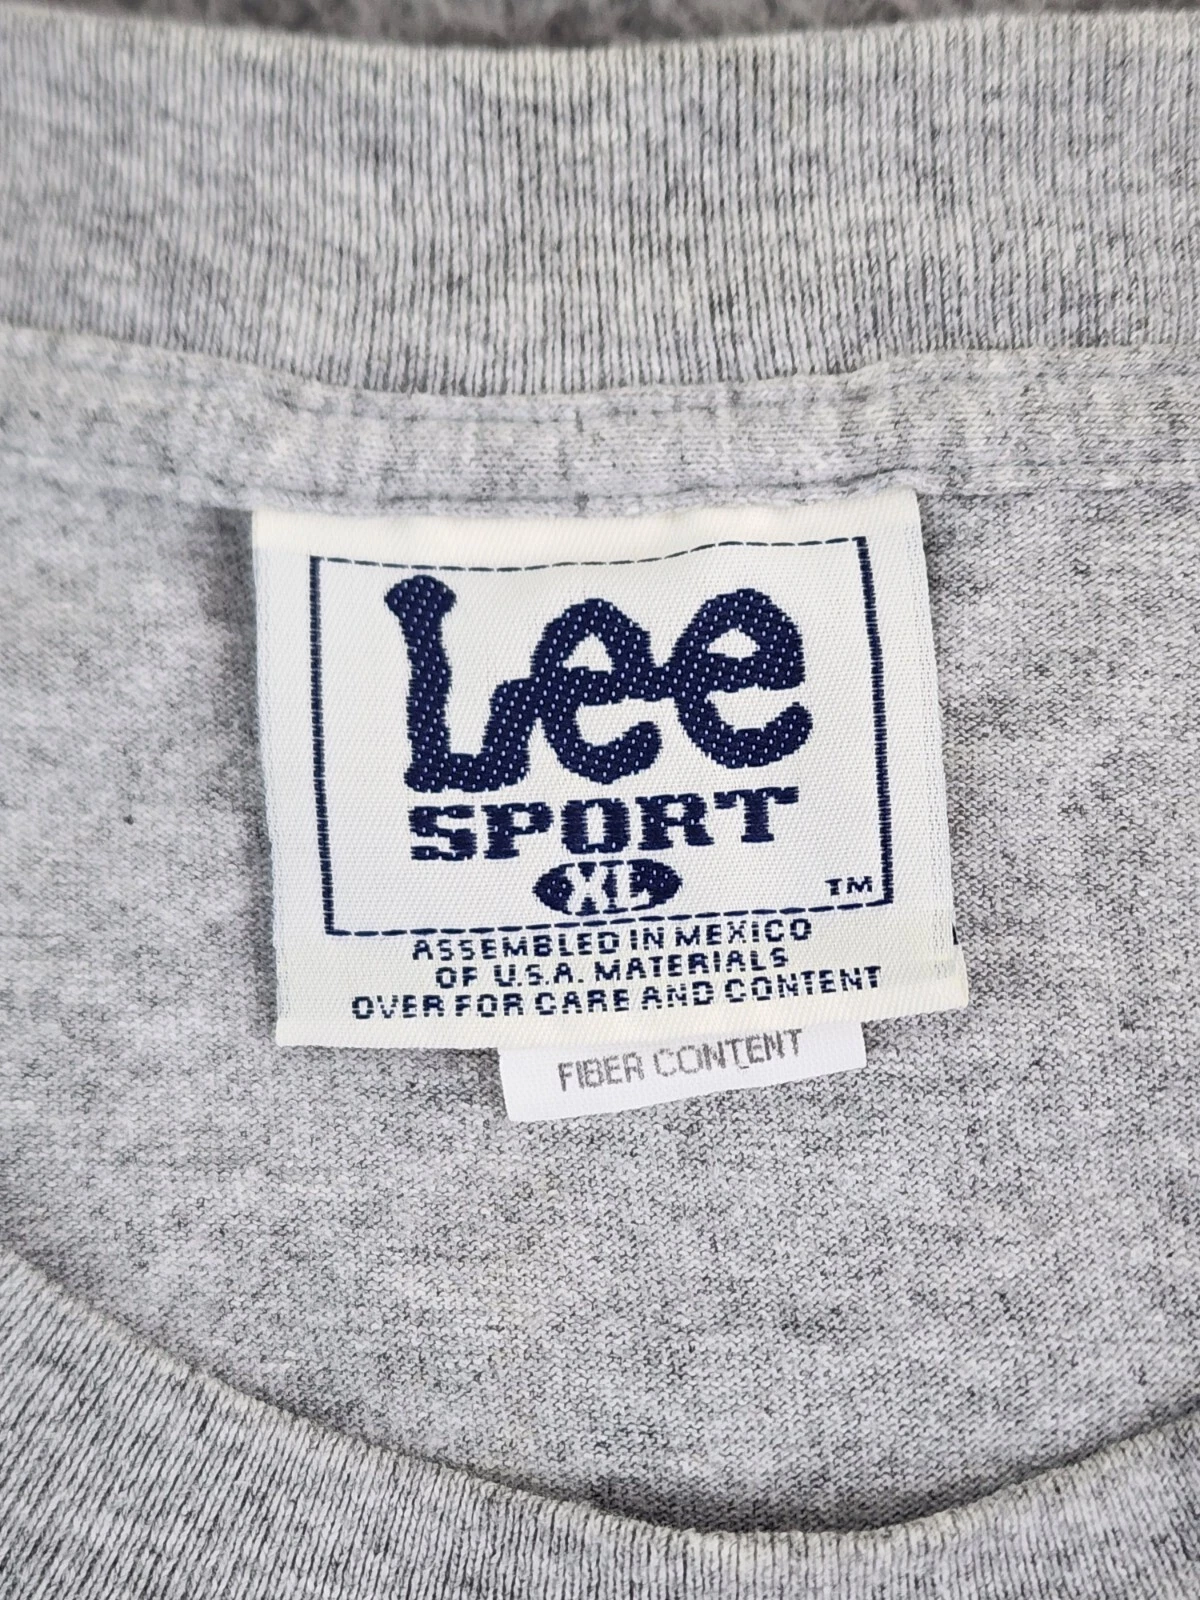 Lee
SPORT
XL
TM
ASSEMBLED IN MEXICO
OF U.S.A. MATERIALS
OVER FOR CARE AND CONTENT
FIBER CONTENT